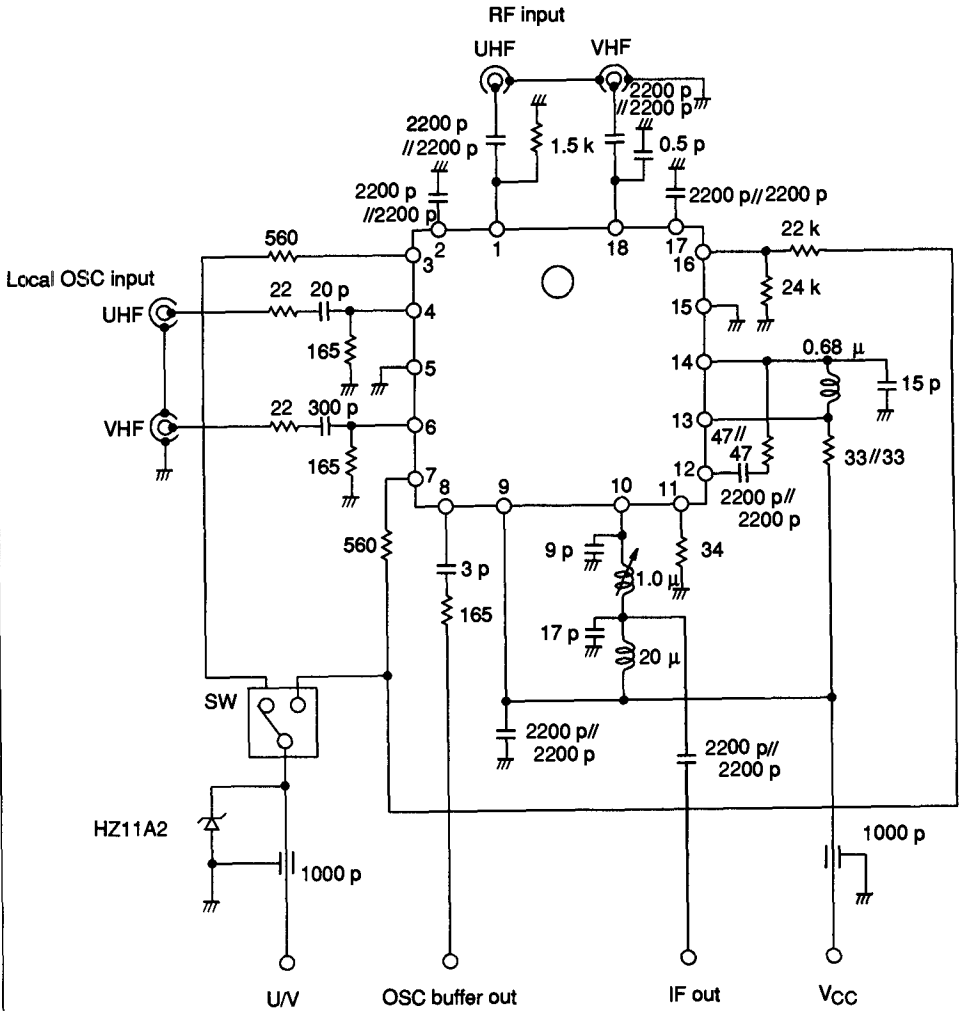 RF input
UHF
VHF
2200 p
//2200 p
2200 p
//2200 p
1.5 k
0.5 p
2200 p
//2200 p
2200 p//2200 p
2
1
18
17
560
3
16
22 k
24 k
Local OSC input
UHF
22
20 p
4
15
165
5
14
0.68 μ
15 p
VHF
22
300 p
6
13
165
47//
47
33//33
7
12
8
9
10
11
2200 p//
2200 p
560
3 p
9 p
34
1.0 μ
165
17 p
20 μ
SW
2200 p//
2200 p
2200 p//
2200 p
HZ11A2
1000 p
1000 p
U/V
OSC buffer out
IF out
VCC